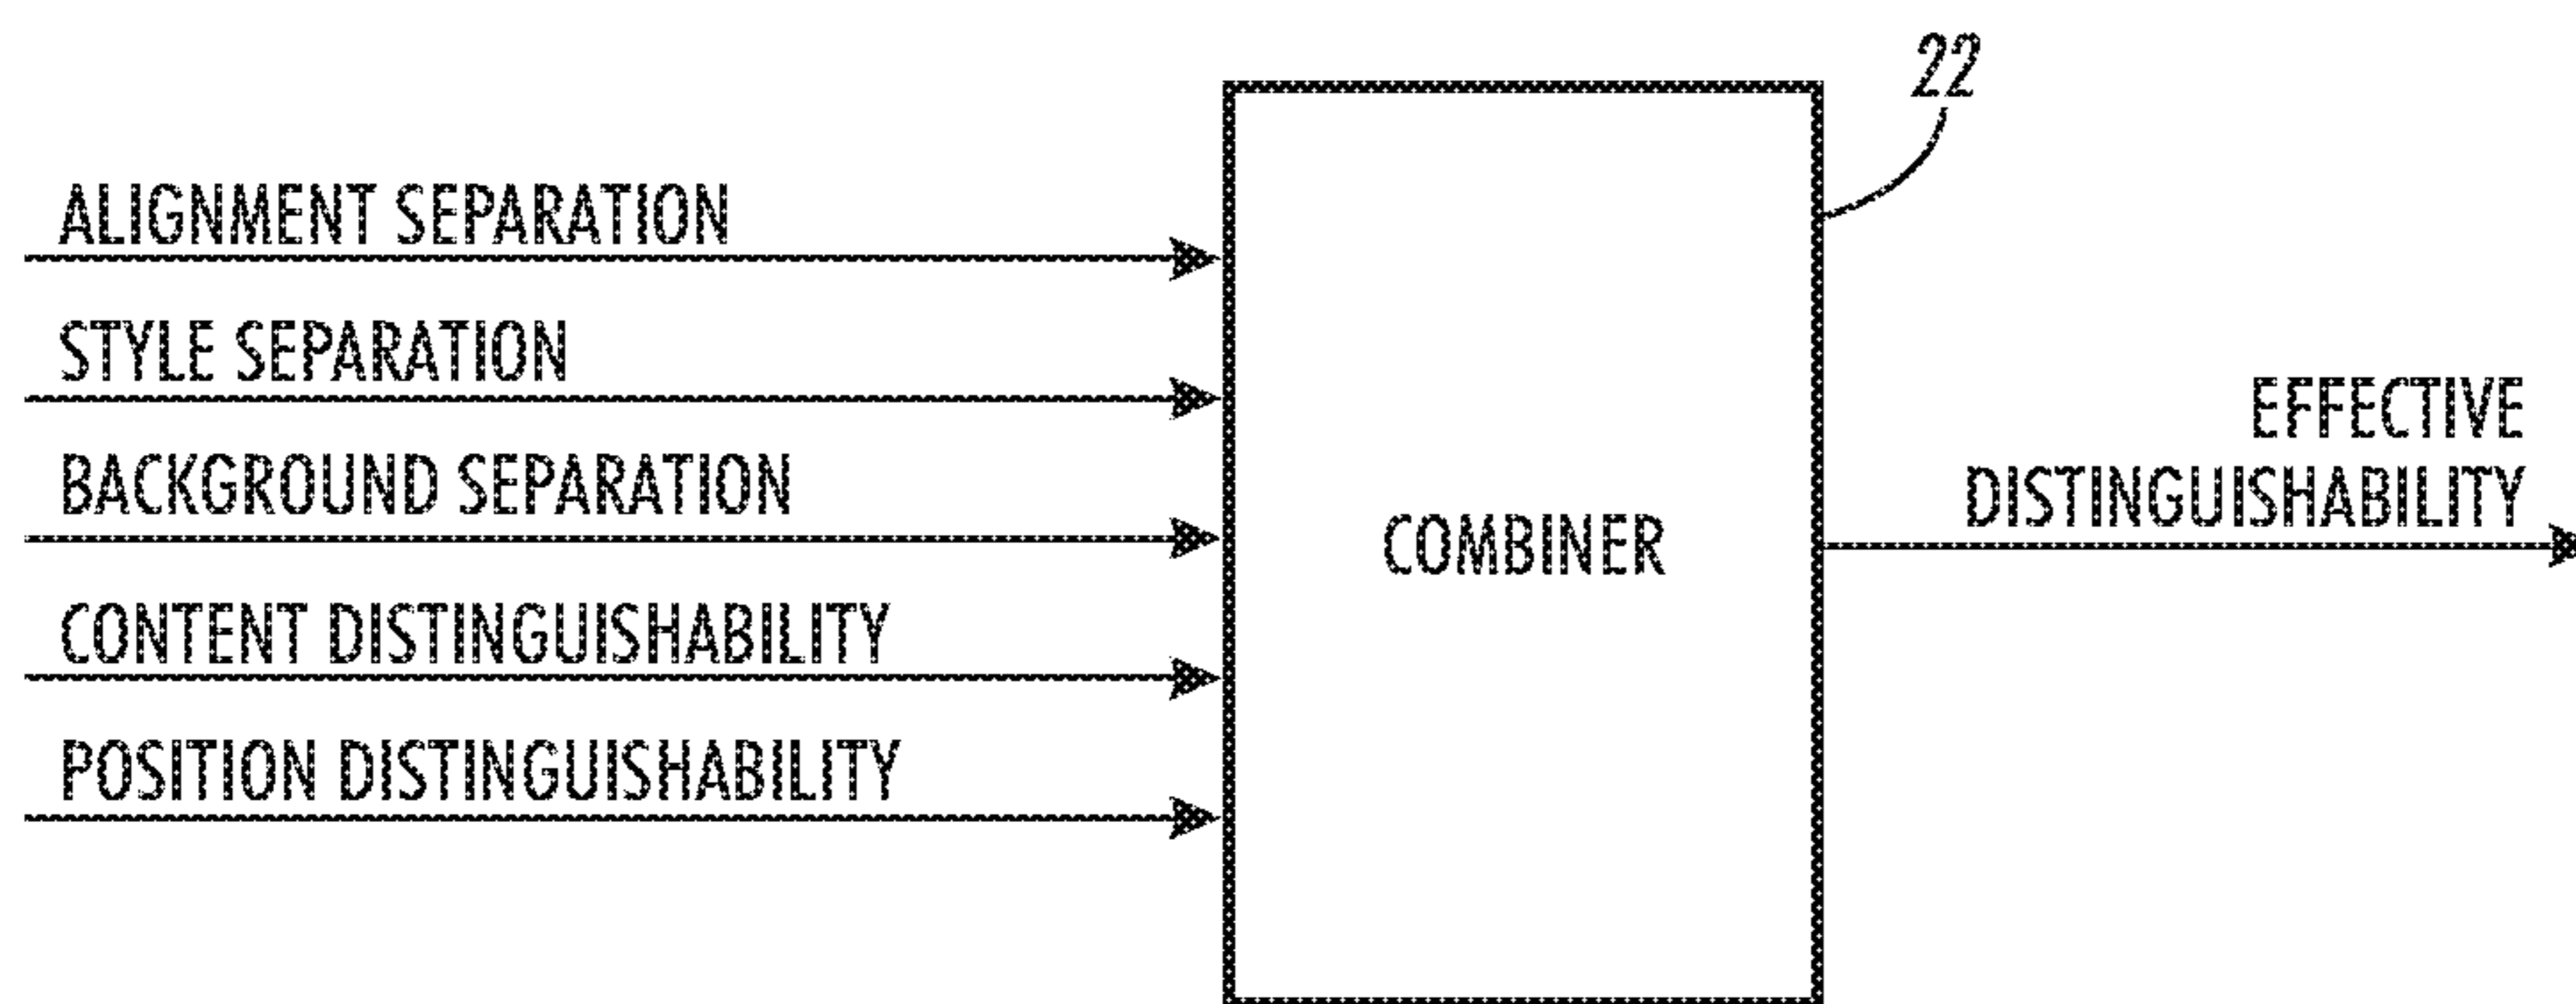 22
ALIGNMENT SEPARATION
STYLE SEPARATION
BACKGROUND SEPARATION
CONTENT DISTINGUISHABILITY
POSITION DISTINGUISHABILITY
COMBINER
EFFECTIVE
DISTINGUISHABILITY